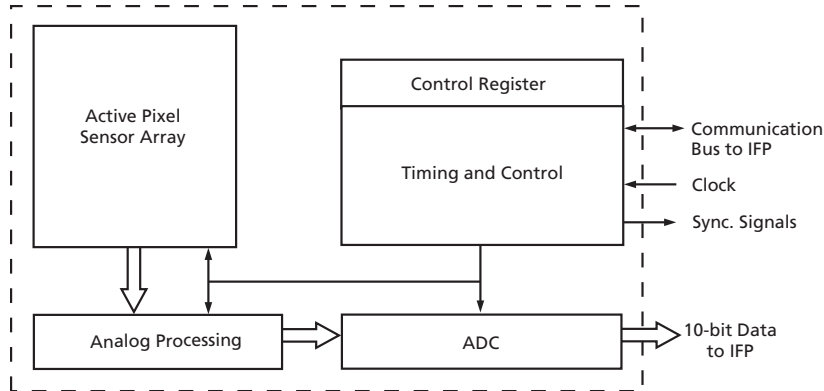 Active Pixel
Sensor Array
Control Register
Timing and Control
Communication
Bus to IFP
Clock
Sync. Signals
Analog Processing
ADC
10-bit Data
to IFP